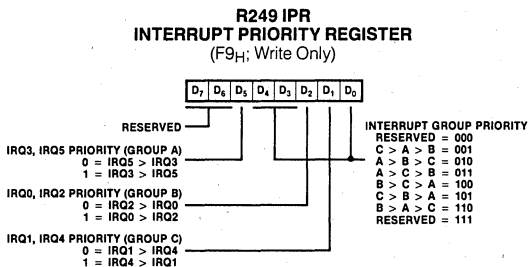 R249 IPR
INTERRUPT PRIORITY REGISTER
(F9H; Write Only)
D7 D6 D5 D4 D3 D2 D1 D0
RESERVED
IRQ3, IRQ5 PRIORITY (GROUP A)
0 = IRQ5 > IRQ3
1 = IRQ3 > IRQ5
IRQ0, IRQ2 PRIORITY (GROUP B)
0 = IRQ2 > IRQ0
1 = IRQ0 > IRQ2
IRQ1, IRQ4 PRIORITY (GROUP C)
0 = IRQ1 > IRQ4
1 = IRQ4 > IRQ1
INTERRUPT GROUP PRIORITY
RESERVED = 000
C > A > B = 001
A > B > C = 010
A > C > B = 011
B > C > A = 100
C > B > A = 101
B > A > C = 110
RESERVED = 111